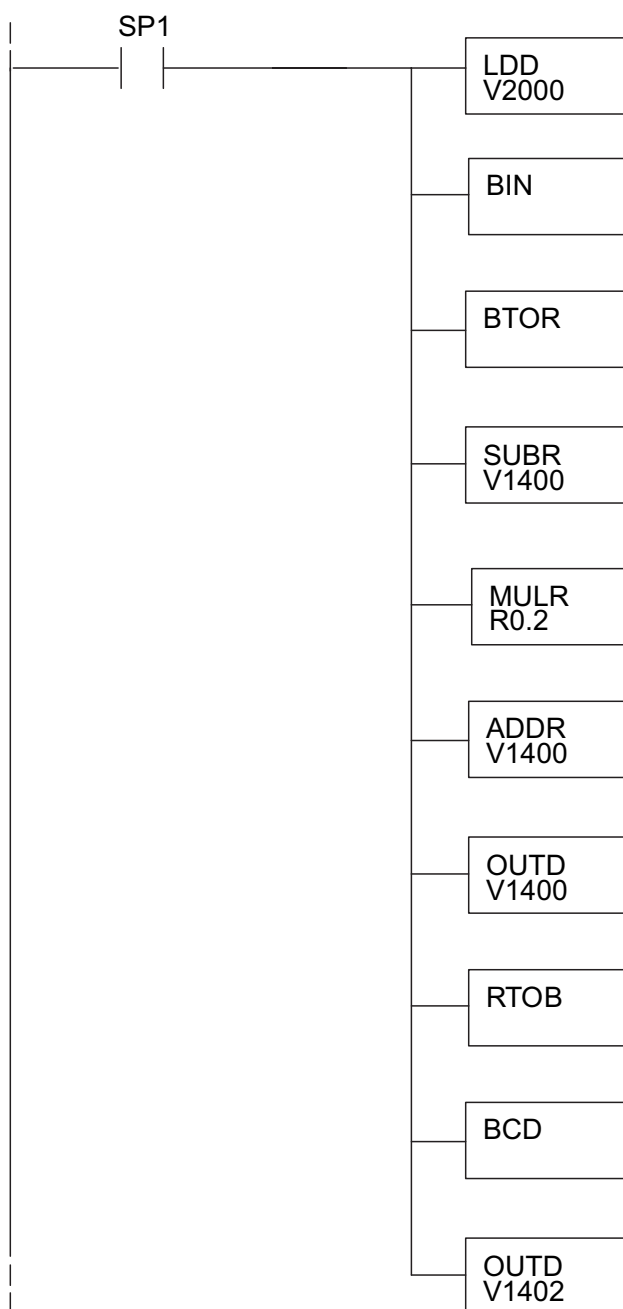 SP1
LDD
V2000
BIN
BTOR
SUBR
V1400
MULR
R0.2
ADDR
V1400
OUTD
V1400
RTOB
BCD
OUTD
V1402